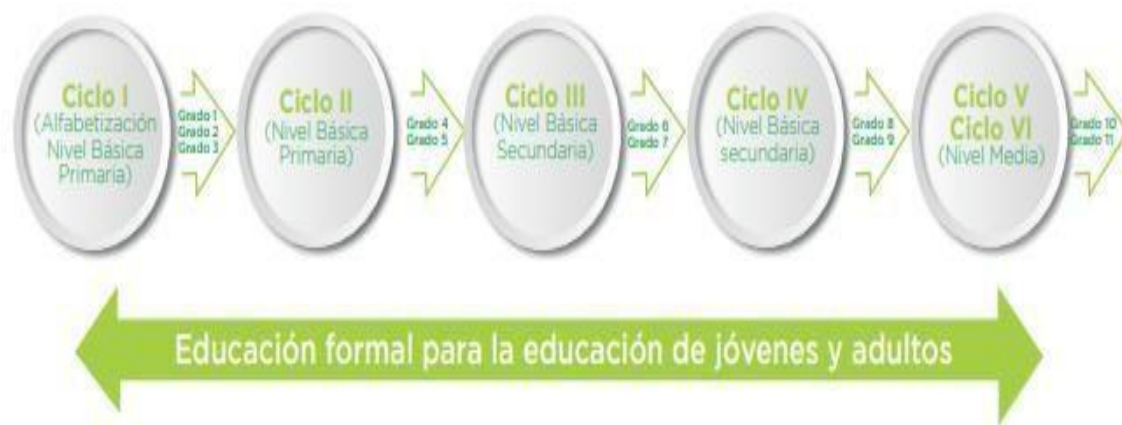 Ciclo I
(Alfabetización
Nivel Básica
Primaria)
Grado 1
Grado 2
Grado 3
Ciclo II
(Nivel Básica
Primaria)
Grado 4
Grado 5
Ciclo III
(Nivel Básica
Secundaria)
Grado 6
Grado 7
Ciclo IV
(Nivel Básica
secundaria)
Grado 8
Grado 9
Ciclo V
Ciclo VI
(Nivel Media)
Grado 10
Grado 11
Educación formal para la educación de jóvenes y adultos